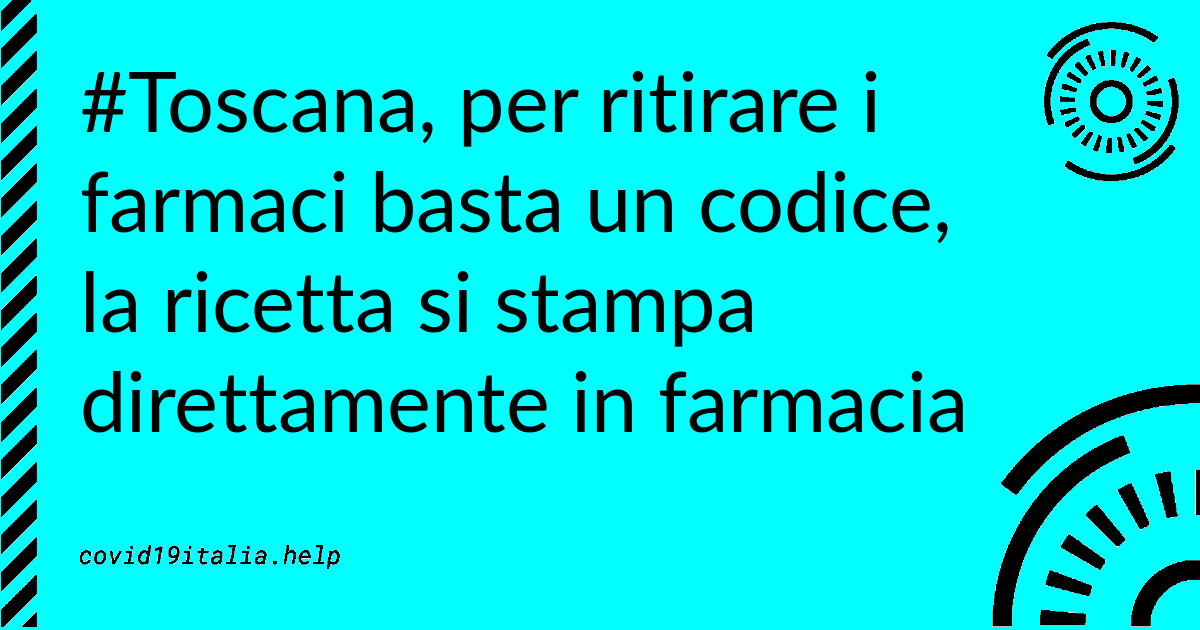 #Toscana, per ritirare i
farmaci basta un codice,
la ricetta si stampa
direttamente in farmacia
covid19italia.help